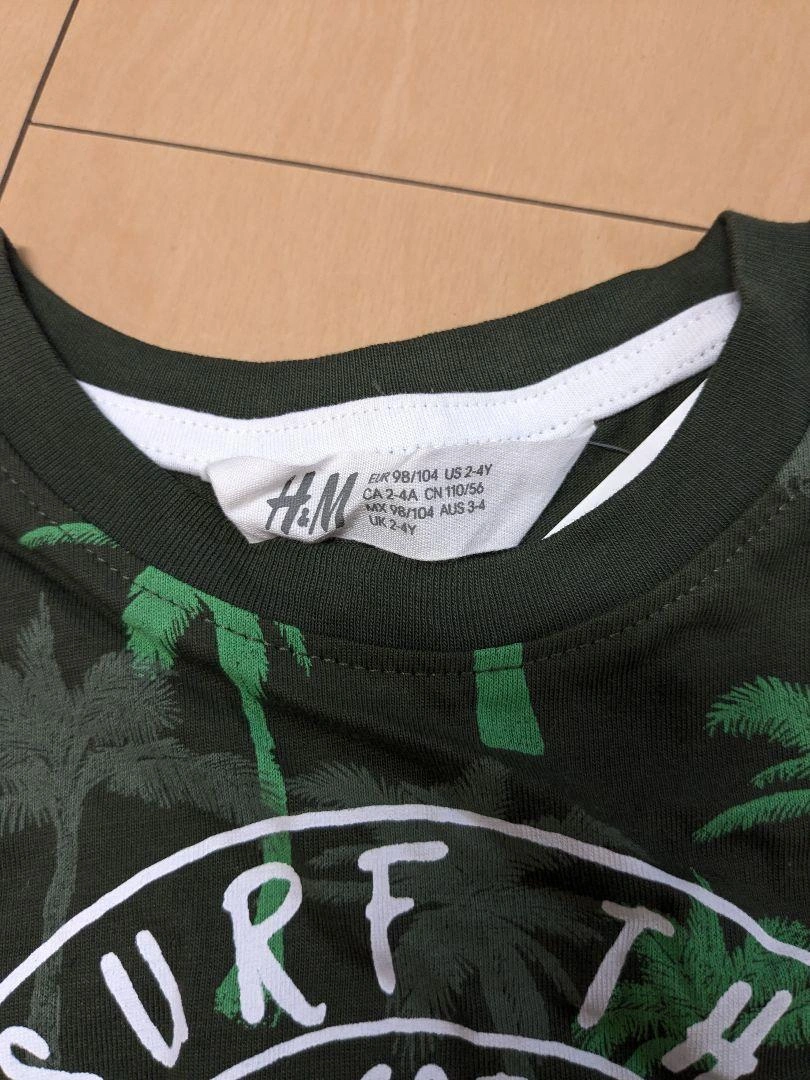 H&M
EUR 98/104 US 2-4Y
CA 2-4A CN 110/56
MX 98/104 AUS 3-4
UK 2-4Y
SURF TH